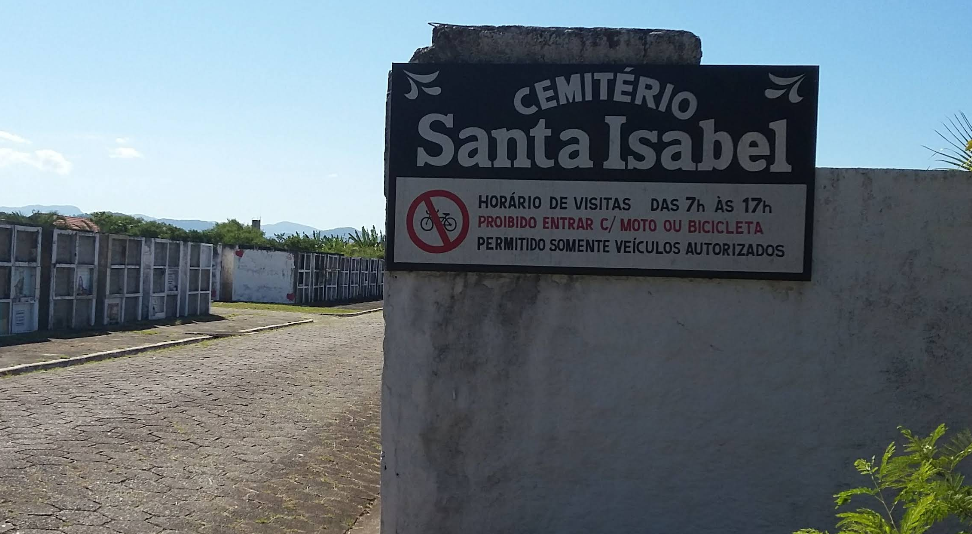 CEMITÉRIO
Santa Isabel
HORÁRIO DE VISITAS DAS 7h ÀS 17h
PROIBIDO ENTRAR C/ MOTO OU BICICLETA
PERMITIDO SOMENTE VEÍCULOS AUTORIZADOS